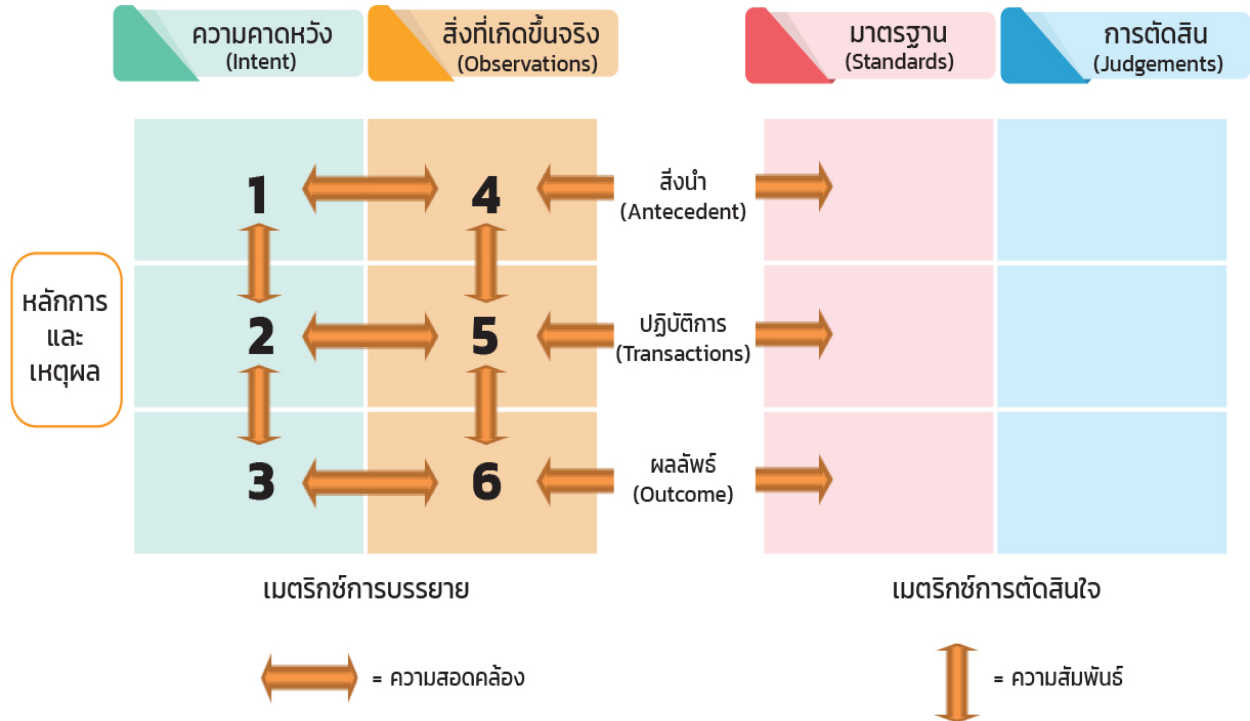 ความคาดหวัง
(Intent)
สิ่งที่เกิดขึ้นจริง
(Observations)
มาตรฐาน
(Standards)
การตัดสิน
(Judgements)
หลักการ
และ
เหตุผล
1
4
สิ่งนำ
(Antecedent)
2
5
ปฏิบัติการ
(Transactions)
3
6
ผลลัพธ์
(Outcome)
เมตริกซ์การบรรยาย
เมตริกซ์การตัดสินใจ
= ความสอดคล้อง
= ความสัมพันธ์